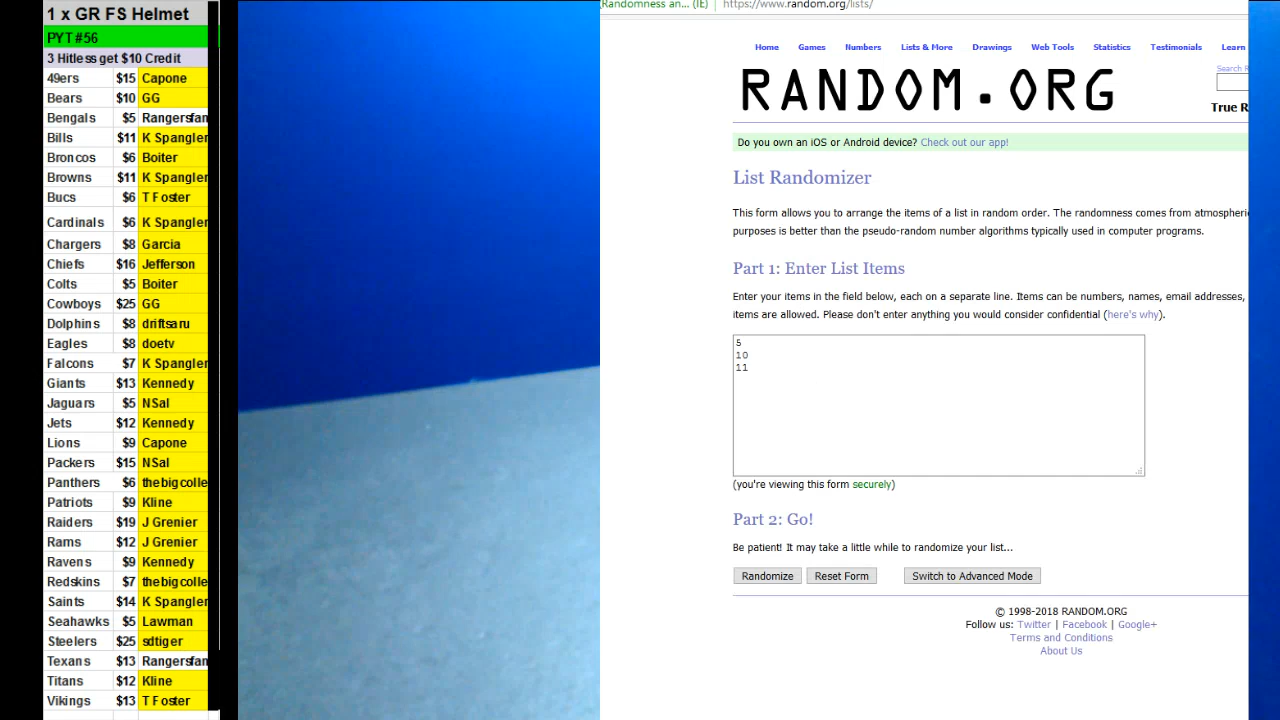 1 x GR FS Helmet
PYT #56
3 Hitless get $10 Credit
49ers $15 Capone
Bears $10 GG
Bengals $5 Rangersfan
Bills $11 K Spangler
Broncos $6 Boiter
Browns $11 K Spangler
Bucs $6 T Foster
Cardinals $6 K Spangler
Chargers $8 Garcia
Chiefs $16 Jefferson
Colts $5 Boiter
Cowboys $25 GG
Dolphins $8 driftsaru
Eagles $8 doetv
Falcons $7 K Spangler
Giants $13 Kennedy
Jaguars $5 NSal
Jets $12 Kennedy
Lions $9 Capone
Packers $15 NSal
Panthers $6 thebigcolle
Patriots $9 Kline
Raiders $19 J Grenier
Rams $12 J Grenier
Ravens $9 Kennedy
Redskins $7 thebigcolle
Saints $14 K Spangler
Seahawks $5 Lawman
Steelers $25 sdtiger
Texans $13 Rangersfan
Titans $12 Kline
Vikings $13 T Foster
(Randomness an... (IE) https://www.random.org/lists/
Home Games Numbers Lists & More Drawings Web Tools Statistics Testimonials Learn
Search R
RANDOM.ORG
True R
Do you own an iOS or Android device? Check out our app!
List Randomizer
This form allows you to arrange the items of a list in random order. The randomness comes from atmospheric
purposes is better than the pseudo-random number algorithms typically used in computer programs.
Part 1: Enter List Items
Enter your items in the field below, each on a separate line. Items can be numbers, names, email addresses,
items are allowed. Please don't enter anything you would consider confidential (here's why).
5
10
11
(you're viewing this form securely)
Part 2: Go!
Be patient! It may take a little while to randomize your list...
Randomize Reset Form Switch to Advanced Mode
© 1998-2018 RANDOM.ORG
Follow us: Twitter | Facebook | Google+
Terms and Conditions
About Us